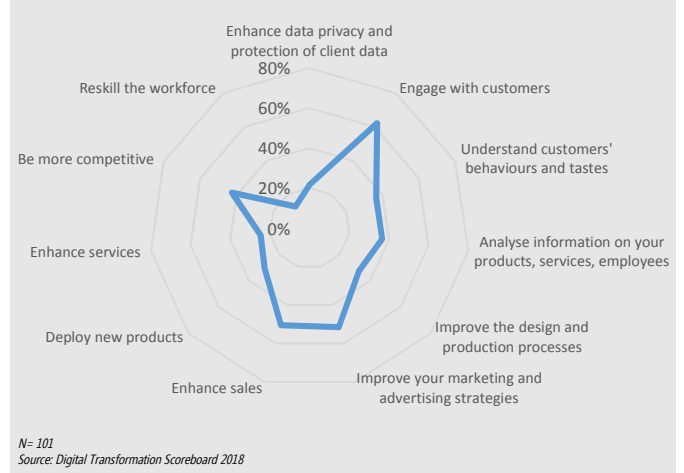 Enhance data privacy and
protection of client data
80%
60%
40%
20%
0%
Engage with customers
Understand customers'
behaviours and tastes
Analyse information on your
products, services, employees
Improve the design and
production processes
Improve your marketing and
advertising strategies
Enhance sales
Deploy new products
Enhance services
Be more competitive
Reskill the workforce
N= 101
Source: Digital Transformation Scoreboard 2018